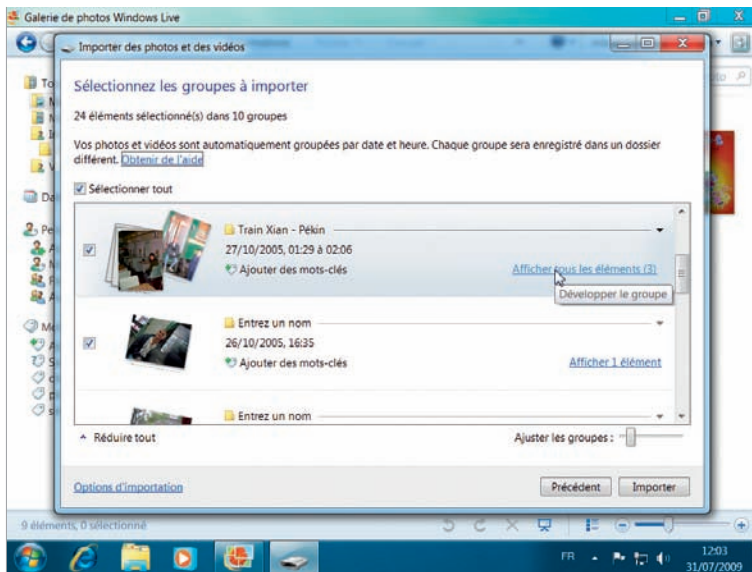 Galerie de photos Windows Live
Importer des photos et des vidéos
Sélectionnez les groupes à importer
24 éléments sélectionné(s) dans 10 groupes
Vos photos et vidéos sont automatiquement groupées par date et heure. Chaque groupe sera enregistré dans un dossier
différent. Obtenir de l'aide
Sélectionner tout
Train Xian - Pékin
27/10/2005, 01:29 à 02:06
Ajouter des mots-clés
Afficher tous les éléments (3)
Développer le groupe
Entrez un nom
26/10/2005, 16:35
Ajouter des mots-clés
Afficher 1 élément
Entrez un nom
Réduire tout
Ajuster les groupes :
Options d'importation
Précédent
Importer
9 éléments, 0 sélectionné
FR
12:03
31/07/2009